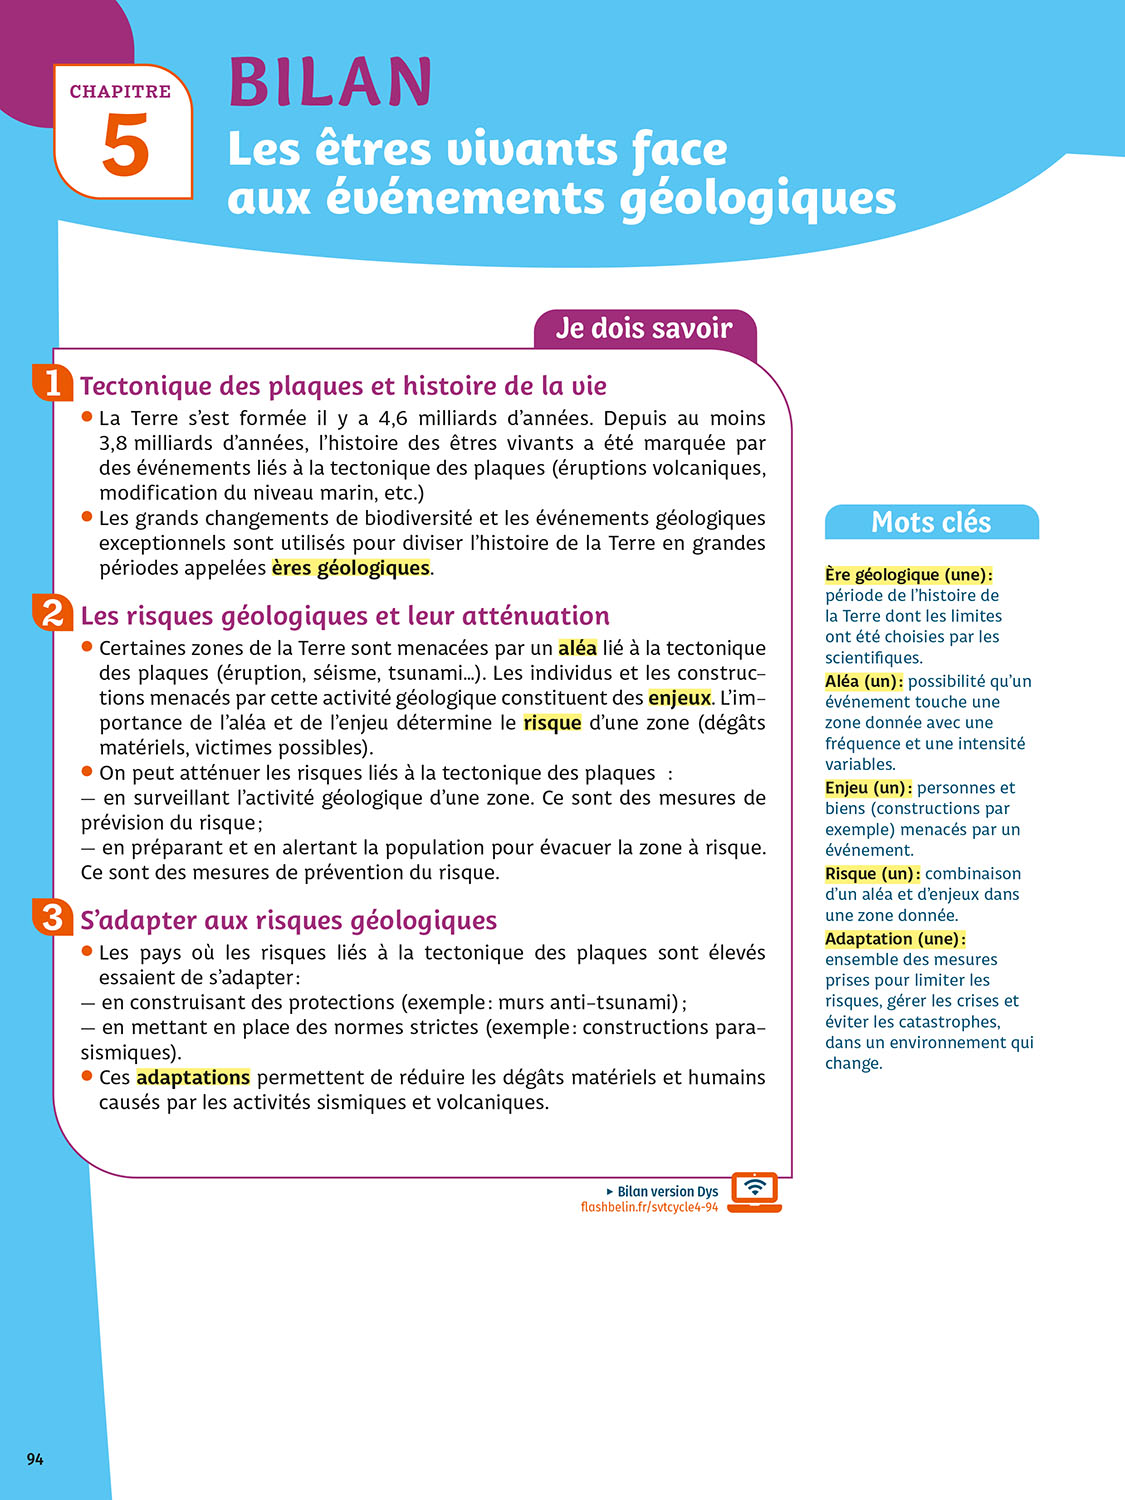 CHAPITRE
5
BILAN
Les êtres vivants face
aux événements géologiques
Je dois savoir
1 Tectonique des plaques et histoire de la vie
• La Terre s’est formée il y a 4,6 milliards d’années. Depuis au moins
3,8 milliards d’années, l’histoire des êtres vivants a été marquée par
des événements liés à la tectonique des plaques (éruptions volcaniques,
modification du niveau marin, etc.)
• Les grands changements de biodiversité et les événements géologiques
exceptionnels sont utilisés pour diviser l’histoire de la Terre en grandes
périodes appelées ères géologiques.
2 Les risques géologiques et leur atténuation
• Certaines zones de la Terre sont menacées par un aléa lié à la tectonique
des plaques (éruption, séisme, tsunami…). Les individus et les construc-
tions menacés par cette activité géologique constituent des enjeux. L’im-
portance de l’aléa et de l’enjeu détermine le risque d’une zone (dégâts
matériels, victimes possibles).
• On peut atténuer les risques liés à la tectonique des plaques :
— en surveillant l’activité géologique d’une zone. Ce sont des mesures de
prévision du risque ;
— en préparant et en alertant la population pour évacuer la zone à risque.
Ce sont des mesures de prévention du risque.
3 S’adapter aux risques géologiques
• Les pays où les risques liés à la tectonique des plaques sont élevés
essaient de s’adapter :
— en construisant des protections (exemple : murs anti-tsunami) ;
— en mettant en place des normes strictes (exemple : constructions para-
sismiques).
• Ces adaptations permettent de réduire les dégâts matériels et humains
causés par les activités sismiques et volcaniques.
▸ Bilan version Dys
flashbelin.fr/svtcycle4-94
Mots clés
Ère géologique (une) :
période de l’histoire de
la Terre dont les limites
ont été choisies par les
scientifiques.
Aléa (un) : possibilité qu’un
événement touche une
zone donnée avec une
fréquence et une intensité
variables.
Enjeu (un) : personnes et
biens (constructions par
exemple) menacés par un
événement.
Risque (un) : combinaison
d’un aléa et d’enjeux dans
une zone donnée.
Adaptation (une) :
ensemble des mesures
prises pour limiter les
risques, gérer les crises et
éviter les catastrophes,
dans un environnement qui
change.
94